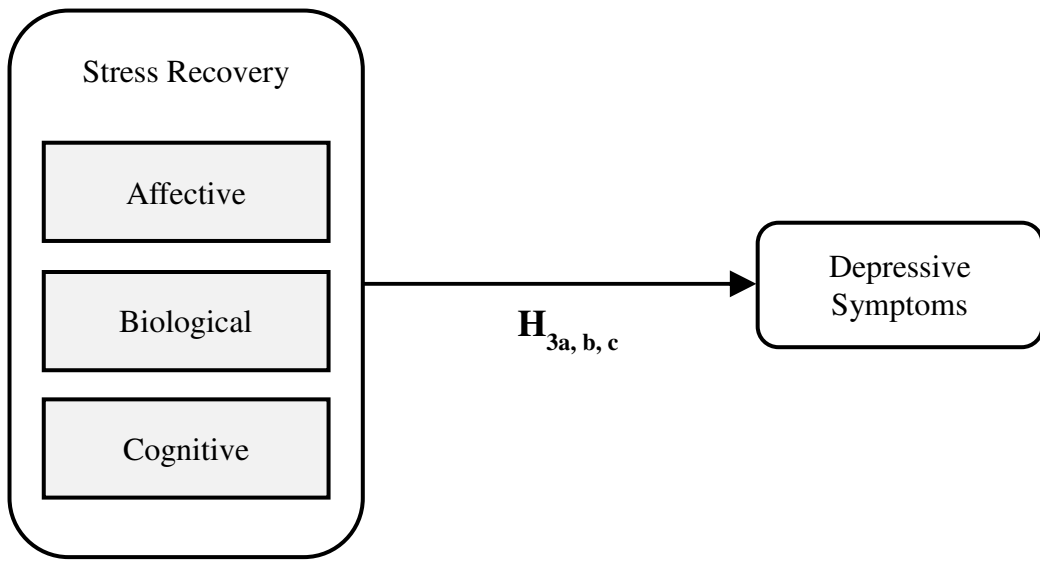 Stress Recovery
Affective
Biological
Cognitive
H3a, b, c
Depressive
Symptoms